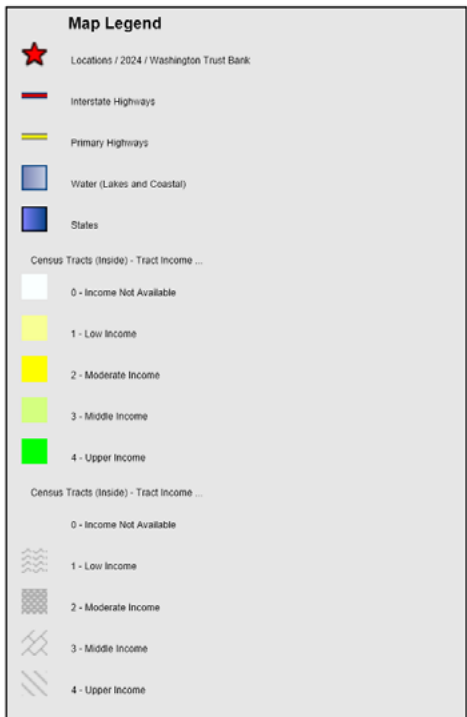 Map Legend
Locations / 2024 / Washington Trust Bank
Interstate Highways
Primary Highways
Water (Lakes and Coastal)
States
Census Tracts (Inside) - Tract Income ...
0 - Income Not Available
1 - Low Income
2 - Moderate Income
3 - Middle Income
4 - Upper Income
Census Tracts (Inside) - Tract Income ...
0 - Income Not Available
1 - Low Income
2 - Moderate Income
3 - Middle Income
4 - Upper Income